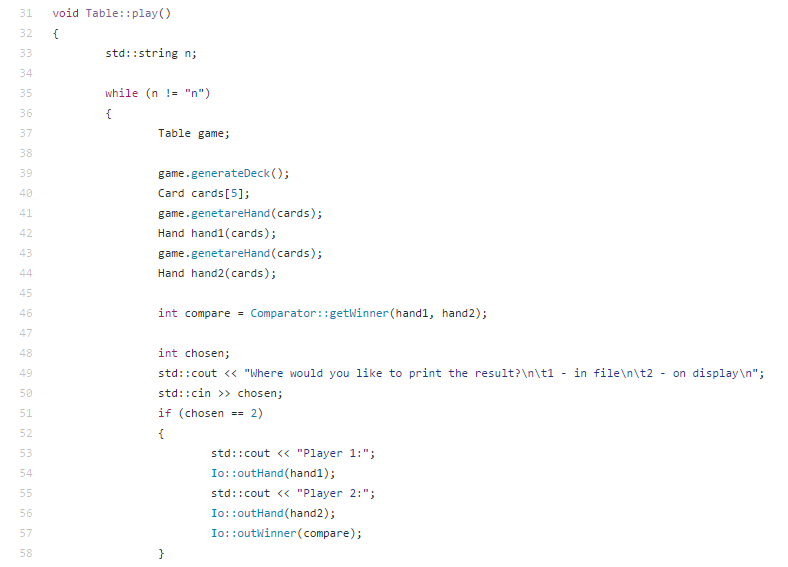 31 void Table::play()
32 {
33 std::string n;
34
35 while (n != "n")
36 {
37 Table game;
38
39 game.generateDeck();
40 Card cards[5];
41 game.genetareHand(cards);
42 Hand hand1(cards);
43 game.genetareHand(cards);
44 Hand hand2(cards);
45
46 int compare = Comparator::getWinner(hand1, hand2);
47
48 int chosen;
49 std::cout << "Where would you like to print the result?\n\t1 - in file\n\t2 - on display\n";
50 std::cin >> chosen;
51 if (chosen == 2)
52 {
53 std::cout << "Player 1:";
54 Io::outHand(hand1);
55 std::cout << "Player 2:";
56 Io::outHand(hand2);
57 Io::outWinner(compare);
58 }